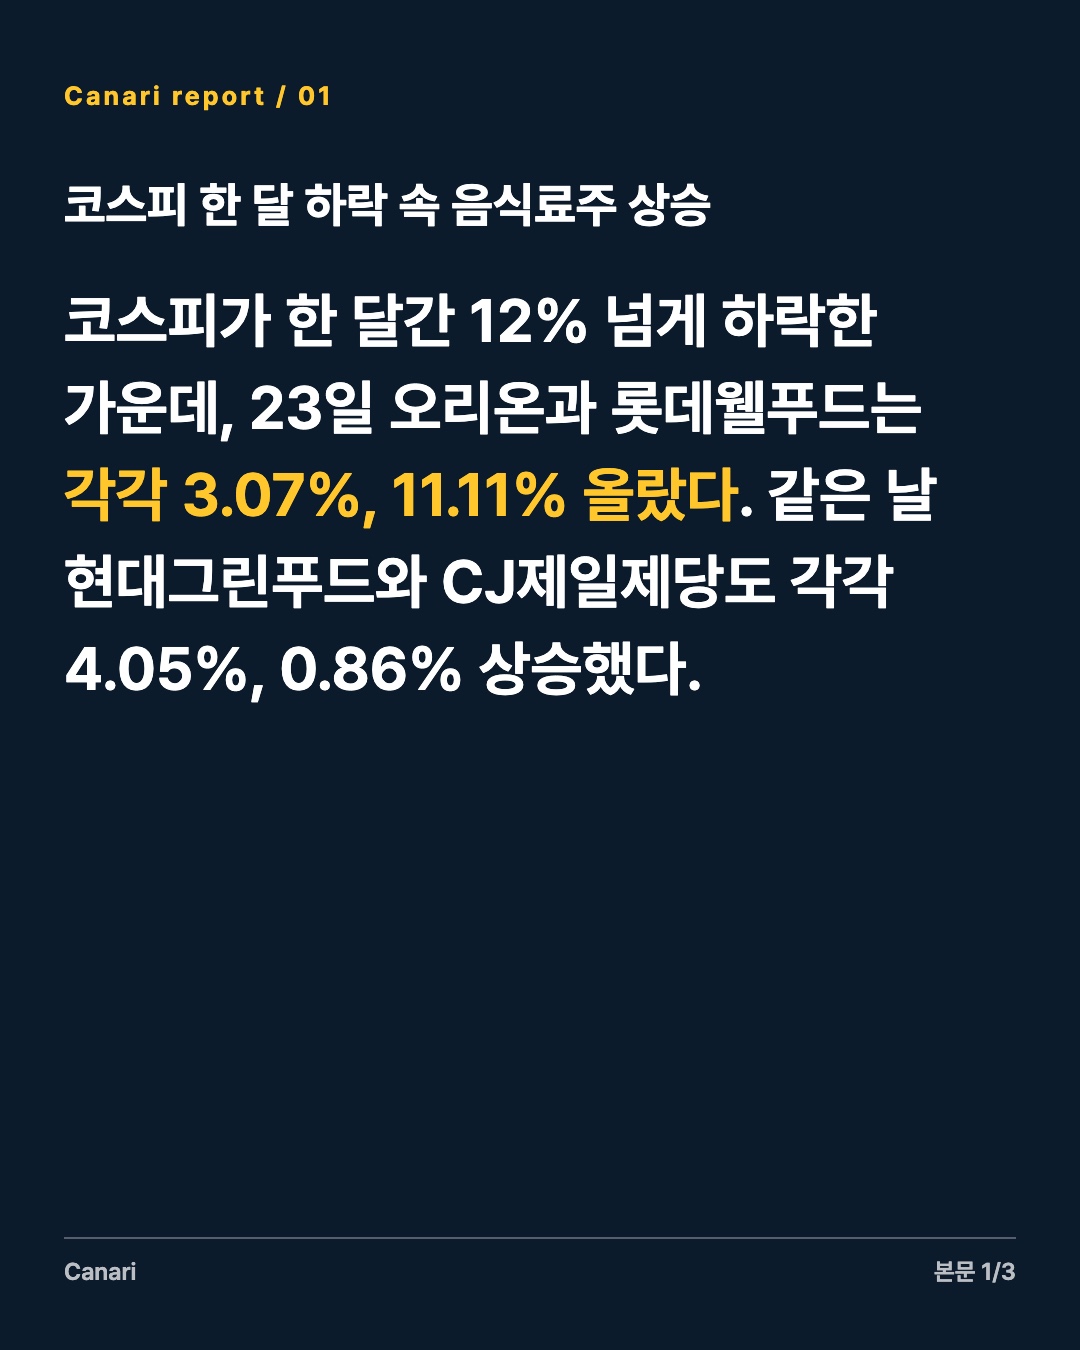 Canari report / 01
코스피 한 달 하락 속 음식료주 상승
코스피가 한 달간 12% 넘게 하락한
가운데, 23일 오리온과 롯데웰푸드는
각각 3.07%, 11.11% 올랐다. 같은 날
현대그린푸드와 CJ제일제당도 각각
4.05%, 0.86% 상승했다.
Canari
본문 1/3